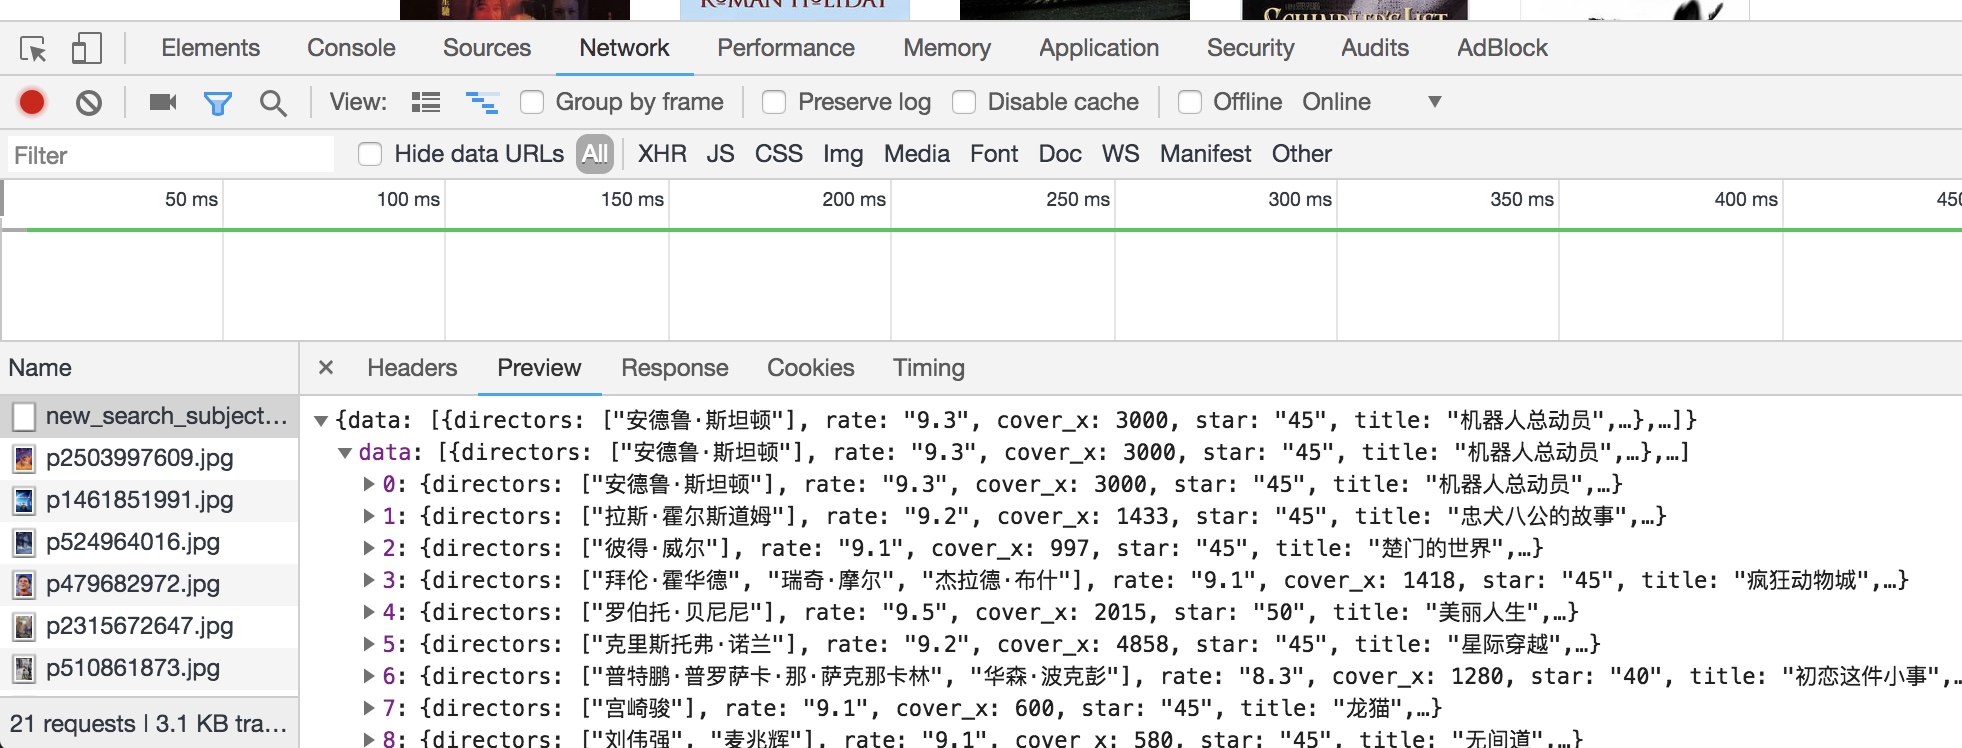 ROMAN HOLIDAY
SCHINDLER'S LIST
Elements Console Sources Network Performance Memory Application Security Audits AdBlock
View: Group by frame Preserve log Disable cache Offline Online
Filter Hide data URLs All XHR JS CSS Img Media Font Doc WS Manifest Other
50 ms 100 ms 150 ms 200 ms 250 ms 300 ms 350 ms 400 ms 450
Name × Headers Preview Response Cookies Timing
new_search_subject…
p2503997609.jpg
p1461851991.jpg
p524964016.jpg
p479682972.jpg
p2315672647.jpg
p510861873.jpg
21 requests | 3.1 KB tra…
{data: [{directors: ["安德鲁·斯坦顿"], rate: "9.3", cover_x: 3000, star: "45", title: "机器人总动员",…},…]}
data: [{directors: ["安德鲁·斯坦顿"], rate: "9.3", cover_x: 3000, star: "45", title: "机器人总动员",…},…]
0: {directors: ["安德鲁·斯坦顿"], rate: "9.3", cover_x: 3000, star: "45", title: "机器人总动员",…}
1: {directors: ["拉斯·霍尔斯道姆"], rate: "9.2", cover_x: 1433, star: "45", title: "忠犬八公的故事",…}
2: {directors: ["彼得·威尔"], rate: "9.1", cover_x: 997, star: "45", title: "楚门的世界",…}
3: {directors: ["拜伦·霍华德", "瑞奇·摩尔", "杰拉德·布什"], rate: "9.1", cover_x: 1418, star: "45", title: "疯狂动物城",…}
4: {directors: ["罗伯托·贝尼尼"], rate: "9.5", cover_x: 2015, star: "50", title: "美丽人生",…}
5: {directors: ["克里斯托弗·诺兰"], rate: "9.2", cover_x: 4858, star: "45", title: "星际穿越",…}
6: {directors: ["普特鹏·普罗萨卡·那·萨克那卡林", "华森·波克彭"], rate: "8.3", cover_x: 1280, star: "40", title: "初恋这件小事",…
7: {directors: ["宫崎骏"], rate: "9.1", cover_x: 600, star: "45", title: "龙猫",…}
8: {directors: ["刘伟强", "麦兆辉"], rate: "9.1", cover_x: 580, star: "45", title: "无间道",…}